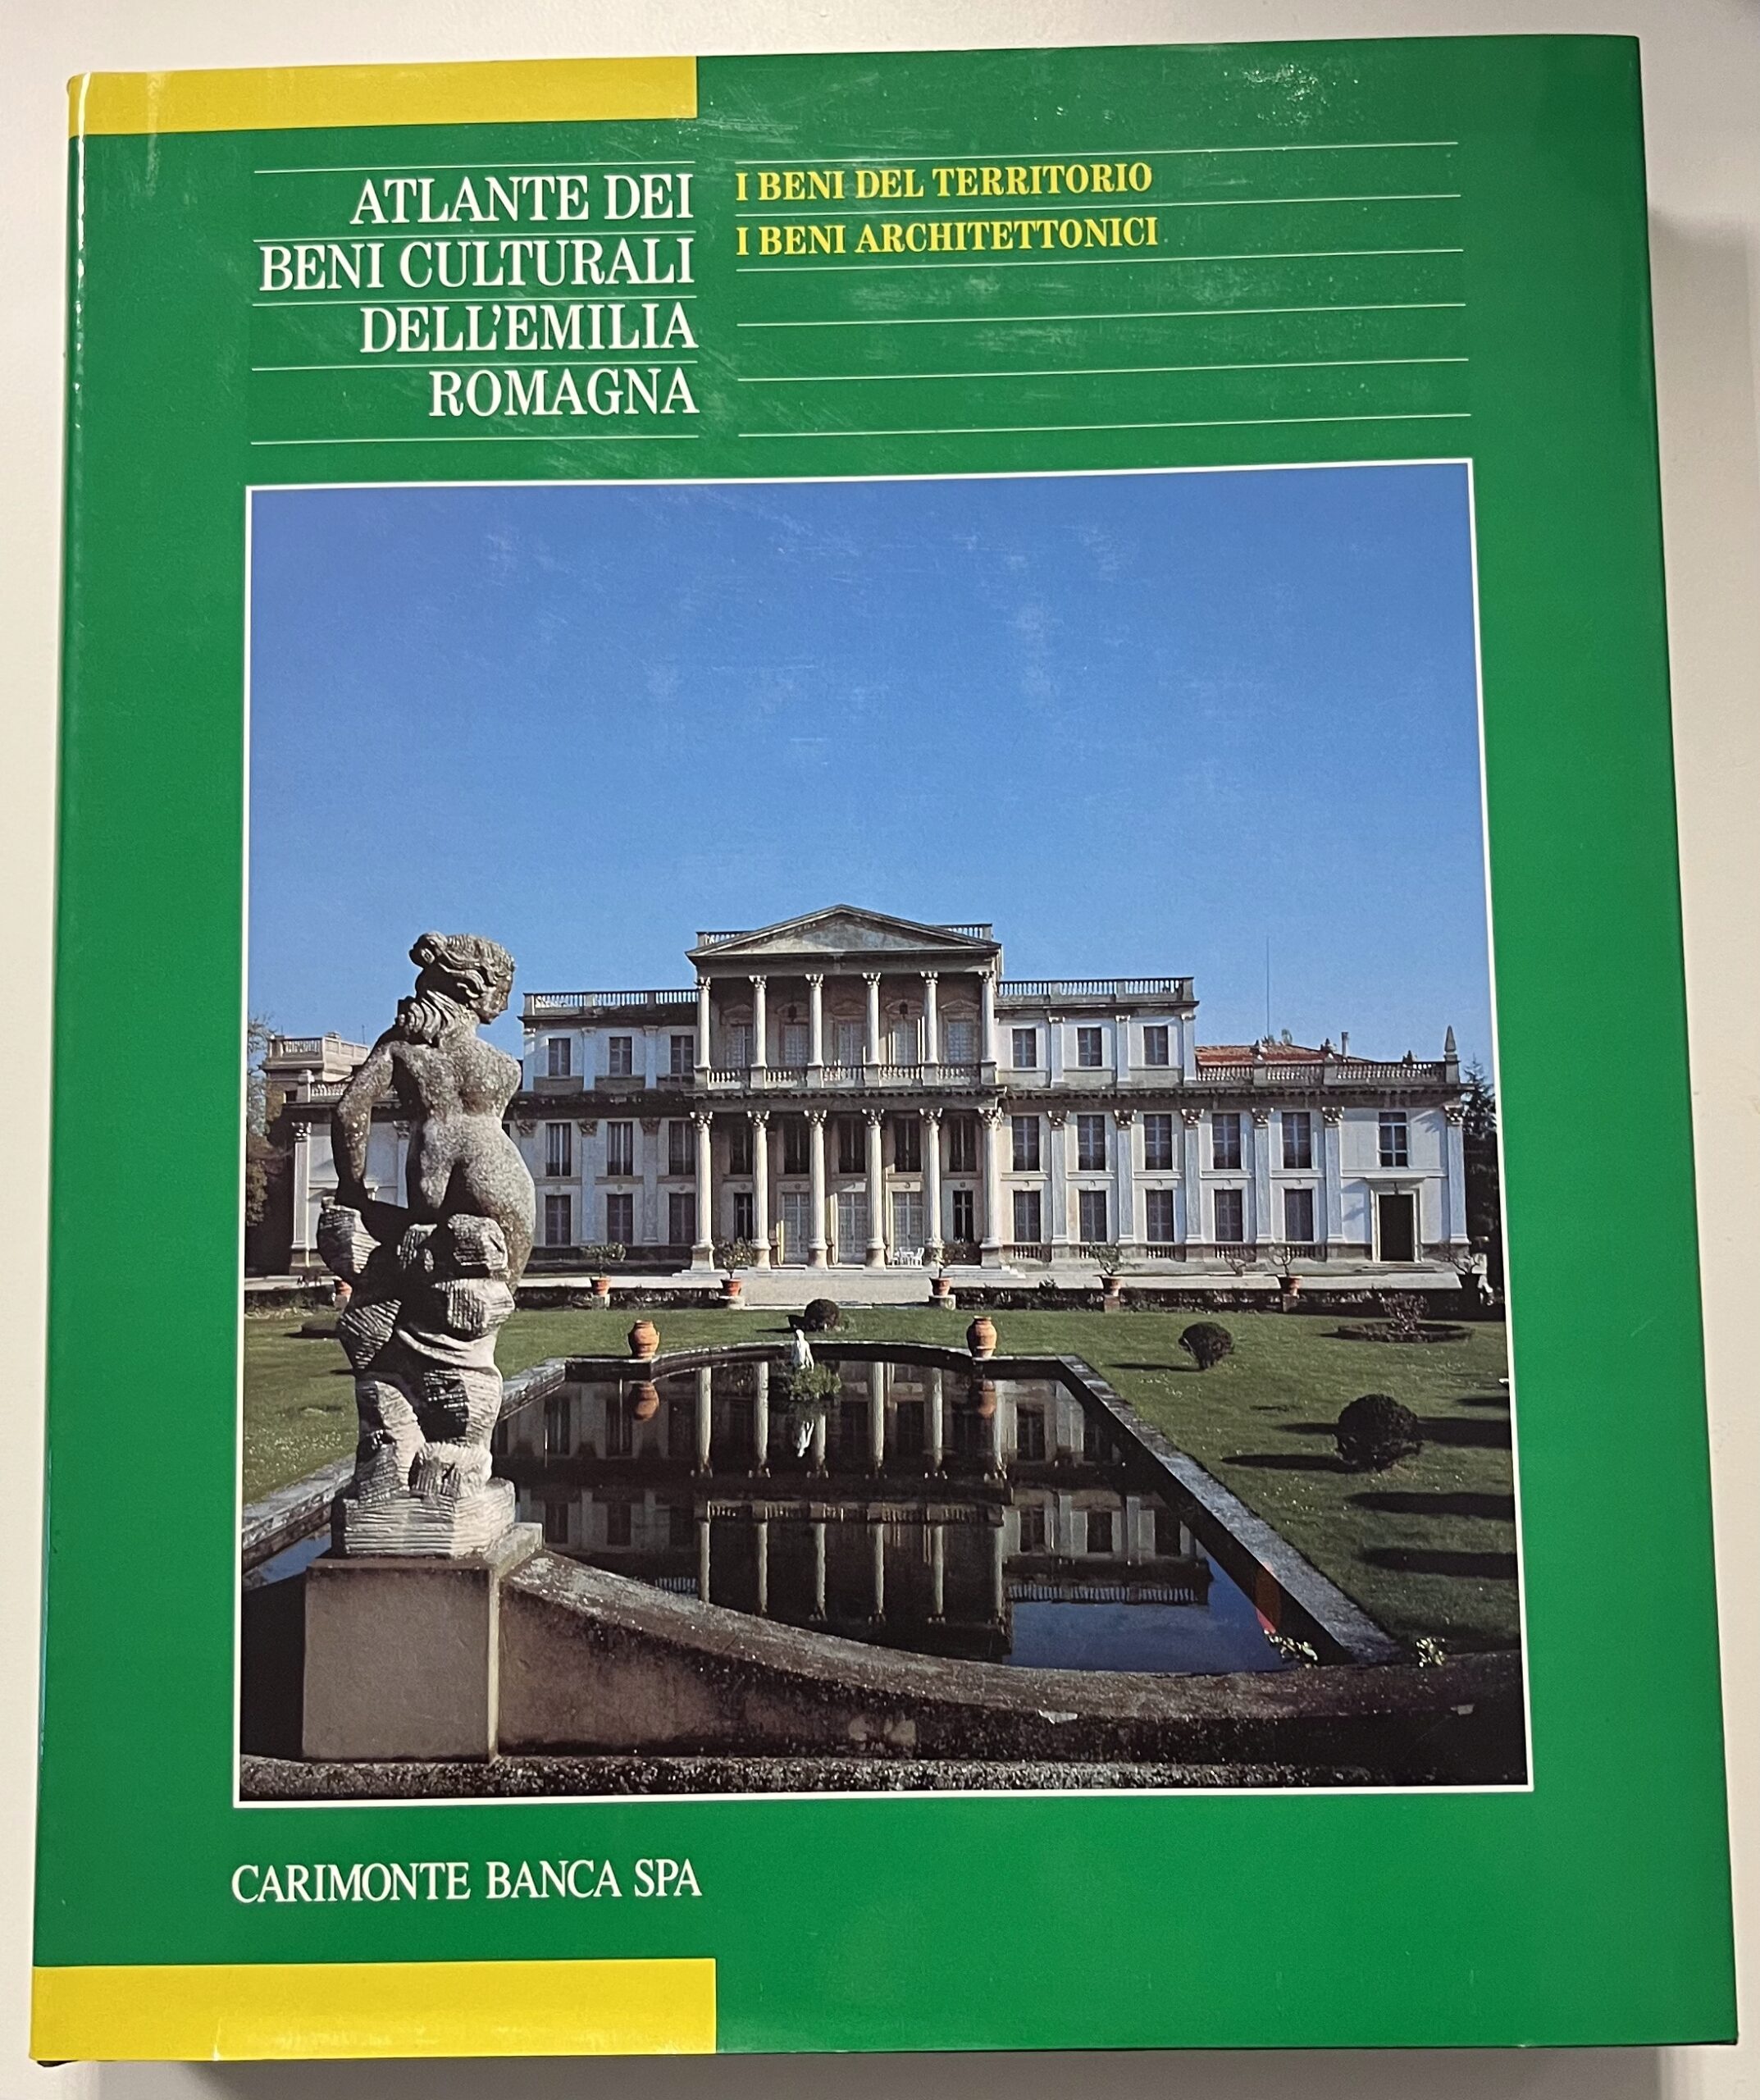 ATLANTE DEI
BENI CULTURALI
DELL'EMILIA
ROMAGNA
I BENI DEL TERRITORIO
I BENI ARCHITETTONICI
CARIMONTE BANCA SPA